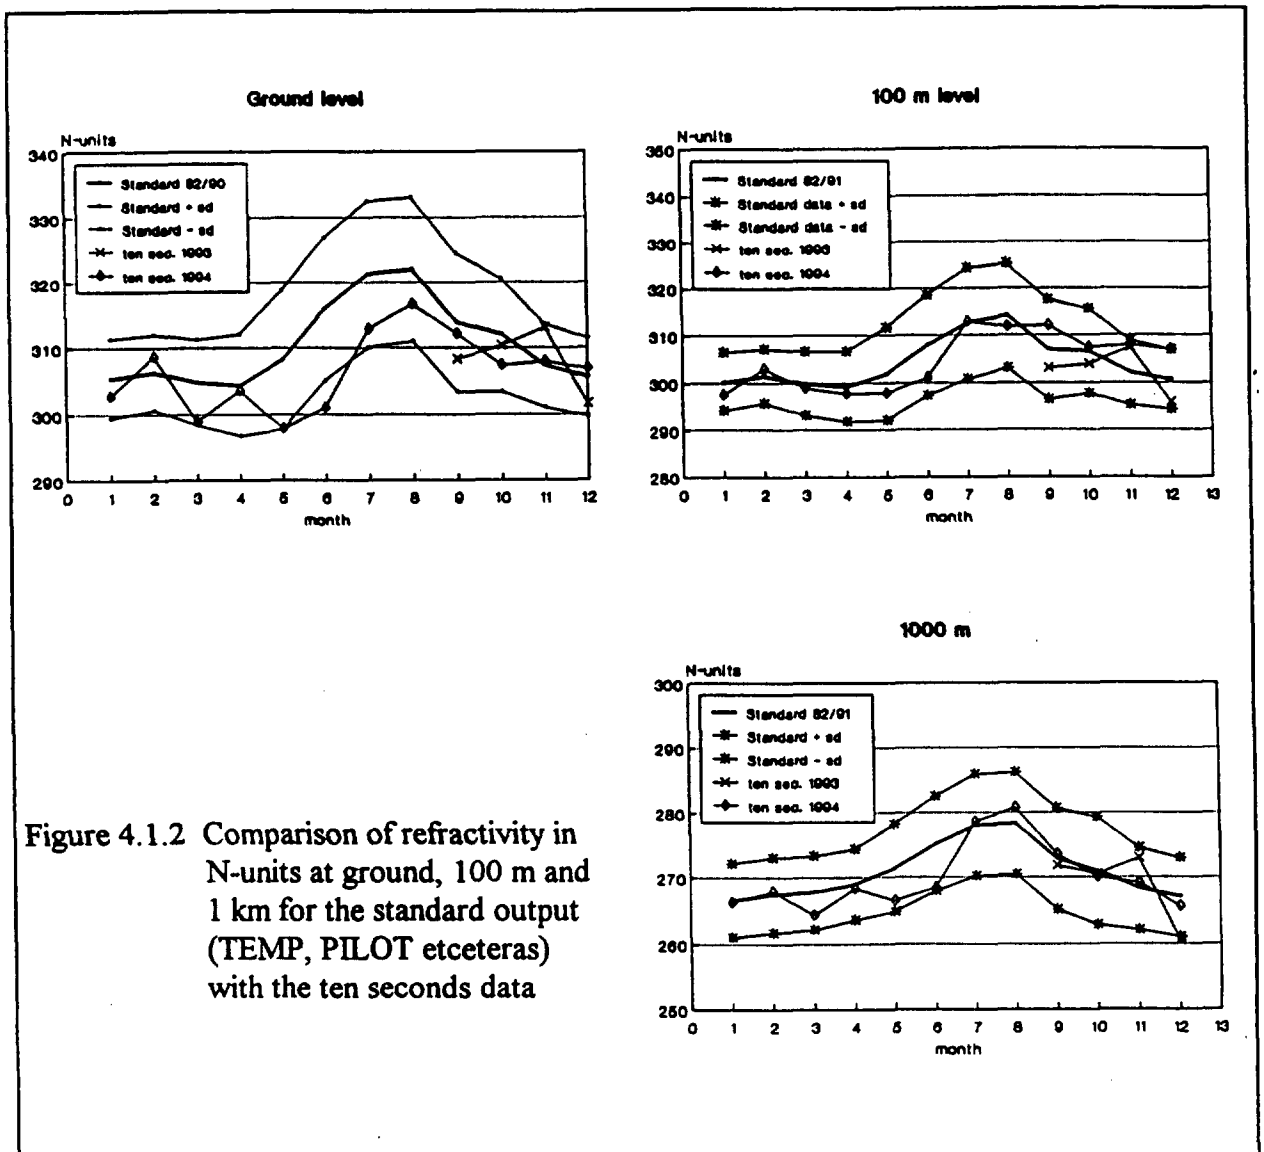 Ground level
N-units
340
330
320
310
300
290
Standard 82/90
Standard + sd
Standard - sd
ten sec. 1993
ten sec. 1994
0 1 2 3 4 5 6 7 8 9 10 11 12
month
100 m level
N-units
350
340
330
320
310
300
290
280
Standard 82/91
Standard data + sd
Standard data - sd
ten sec. 1993
ten sec. 1994
0 1 2 3 4 5 6 7 8 9 10 11 12 13
month
1000 m
N-units
300
290
280
270
260
250
Standard 82/91
Standard + sd
Standard - sd
ten sec. 1993
ten sec. 1994
0 1 2 3 4 5 6 7 8 9 10 11 12 13
month
Figure 4.1.2 Comparison of refractivity in
N-units at ground, 100 m and
1 km for the standard output
(TEMP, PILOT etceteras)
with the ten seconds data